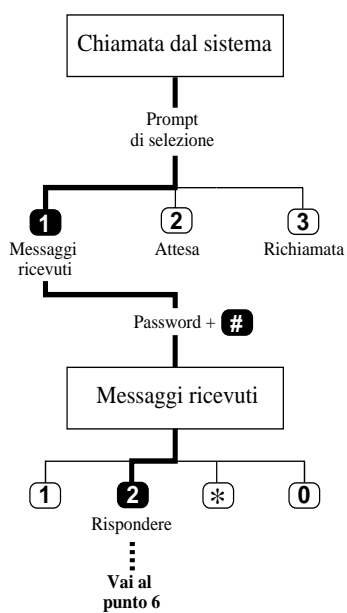 Chiamata dal sistema
Prompt
di selezione
1 2 3
Messaggi
ricevuti
Attesa
Richiamata
Password + #
Messaggi ricevuti
1 2 * 0
Rispondere
Vai al
punto 6